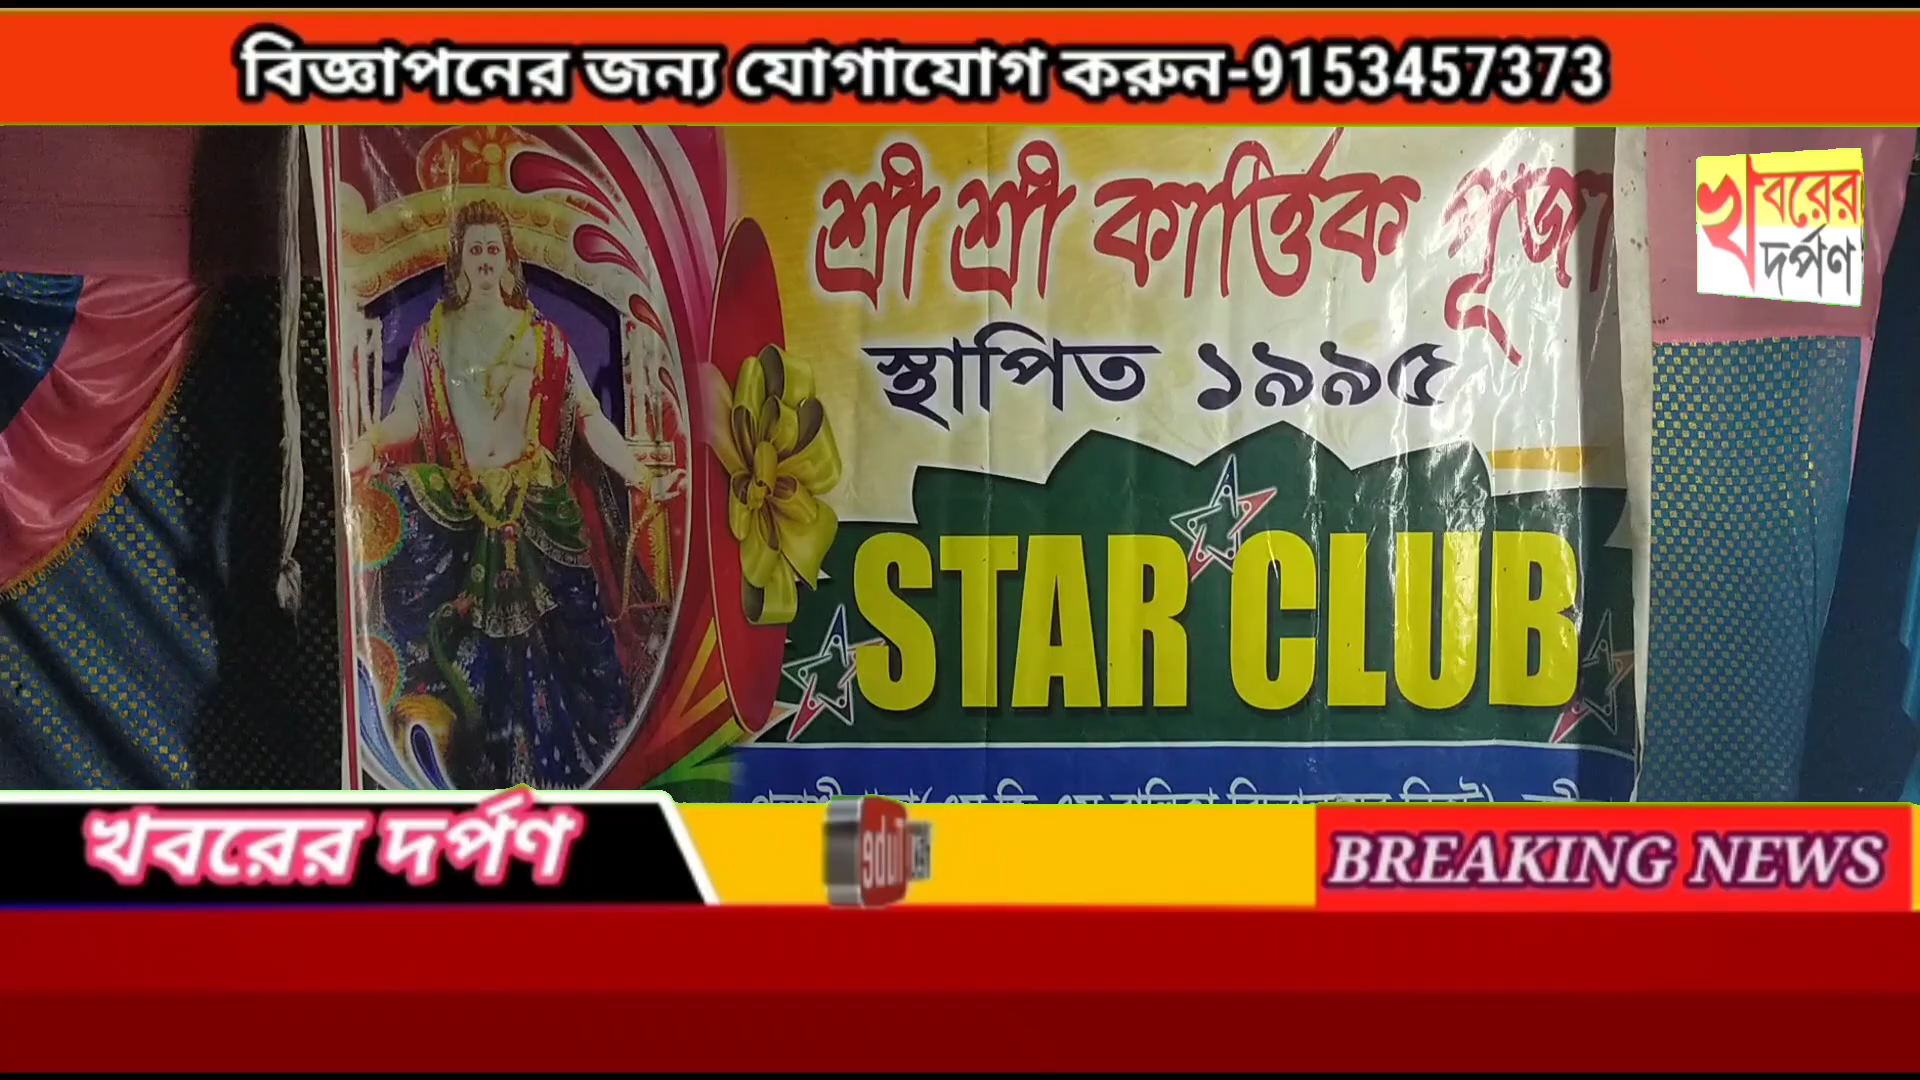 বিজ্ঞাপনের জন্য যোগাযোগ করুন-9153457373
খবরের
দর্পণ
শ্রী শ্রী কার্ত্তিক পূজা
স্থাপিত ১৯৯৫
STAR CLUB
খবরের দর্পণ
BREAKING NEWS